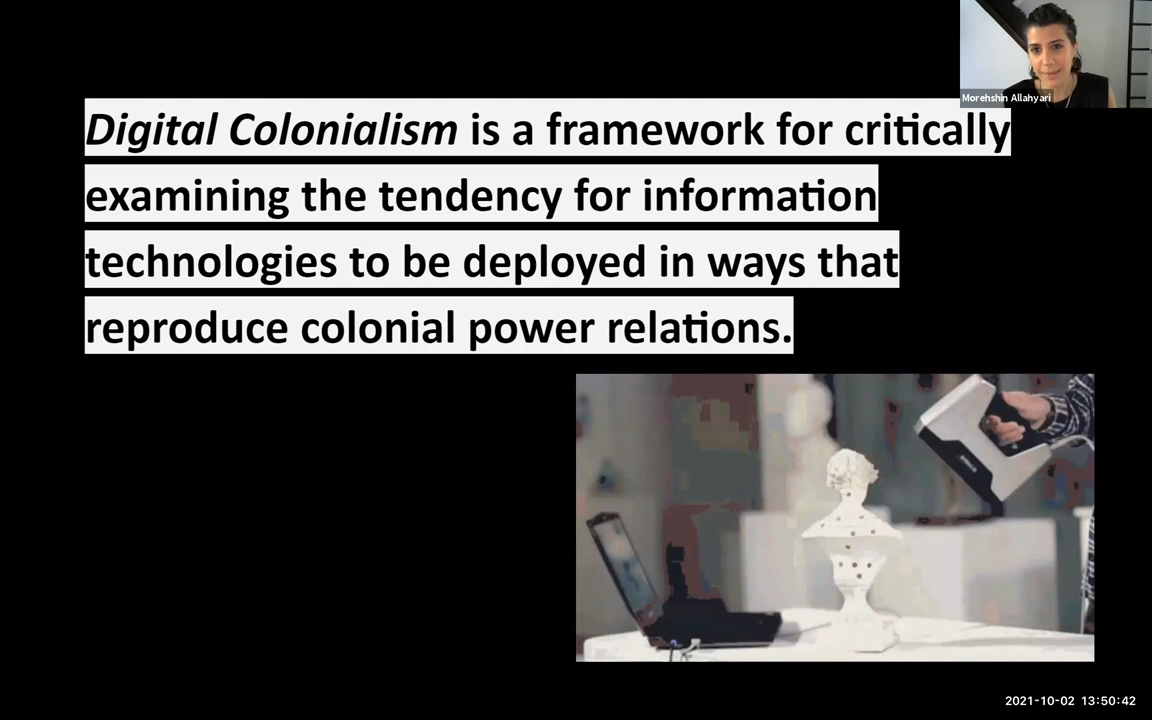 Morehshin Allahyari
Digital Colonialism is a framework for critically
examining the tendency for information
technologies to be deployed in ways that
reproduce colonial power relations.
2021-10-02 13:50:42